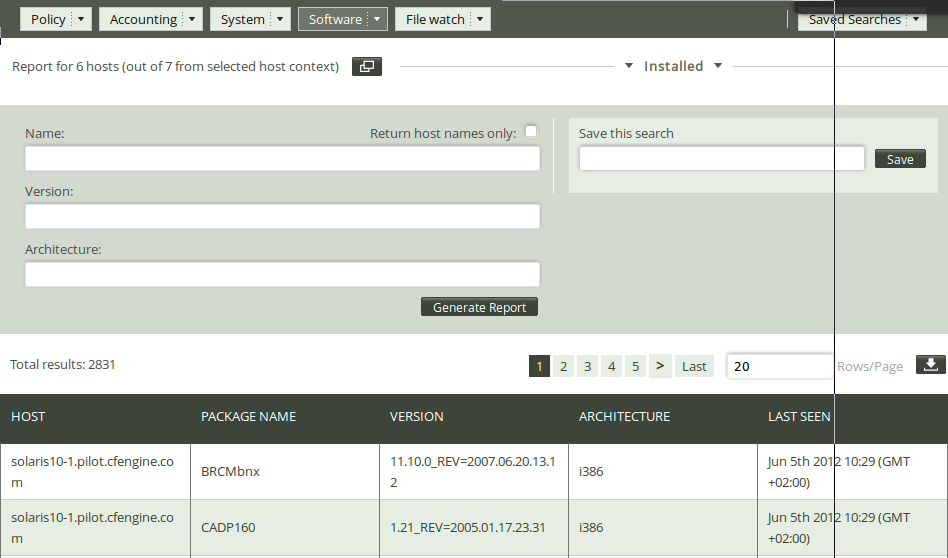 Policy Accounting System Software File watch Saved Searches
Report for 6 hosts (out of 7 from selected host context) Installed
Name: Return host names only: Save this search
Save
Version:
Architecture:
Generate Report
Total results: 2831 1 2 3 4 5 > Last 20 Rows/Page
HOST PACKAGE NAME VERSION ARCHITECTURE LAST SEEN
solaris10-1.pilot.cfengine.co
m BRCMbnx 11.10.0_REV=2007.06.20.13.1
2 i386 Jun 5th 2012 10:29 (GMT
+02:00)
solaris10-1.pilot.cfengine.co
m CADP160 1.21_REV=2005.01.17.23.31 i386 Jun 5th 2012 10:29 (GMT
+02:00)